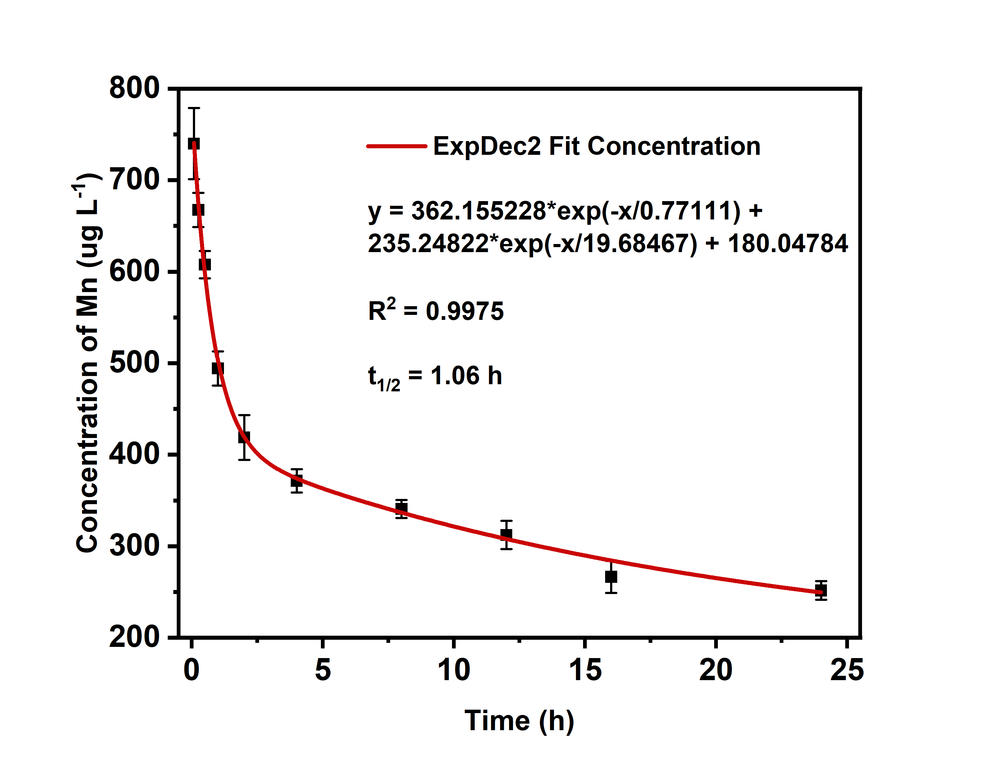 800
700
600
500
400
300
200
Concentration of Mn (ug L⁻¹)
ExpDec2 Fit Concentration
y = 362.155228*exp(-x/0.77111) +
235.24822*exp(-x/19.68467) + 180.04784
R² = 0.9975
t₁/₂ = 1.06 h
0 5 10 15 20 25
Time (h)